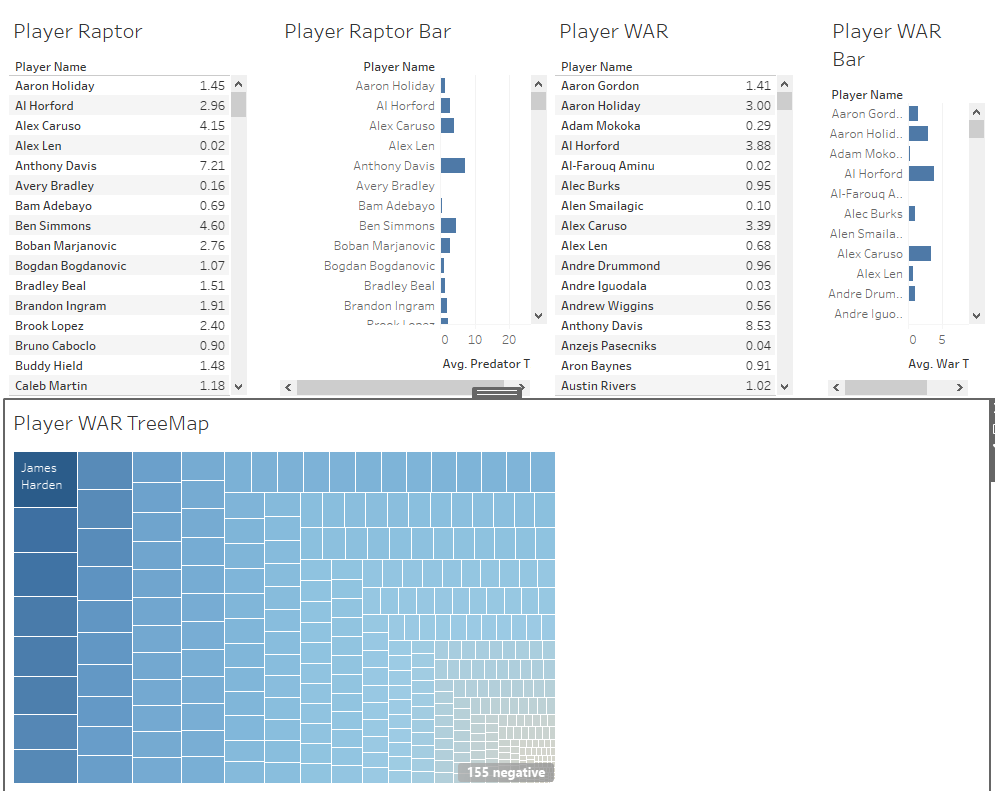 Player Raptor
Player Name
Aaron Holiday 1.45
Al Horford 2.96
Alex Caruso 4.15
Alex Len 0.02
Anthony Davis 7.21
Avery Bradley 0.16
Bam Adebayo 0.69
Ben Simmons 4.60
Boban Marjanovic 2.76
Bogdan Bogdanovic 1.07
Bradley Beal 1.51
Brandon Ingram 1.91
Brook Lopez 2.40
Bruno Caboclo 0.90
Buddy Hield 1.48
Caleb Martin 1.18
Player Raptor Bar
Player Name
Aaron Holiday
Al Horford
Alex Caruso
Alex Len
Anthony Davis
Avery Bradley
Bam Adebayo
Ben Simmons
Boban Marjanovic
Bogdan Bogdanovic
Bradley Beal
Brandon Ingram
Brook Lopez
0 10 20
Avg. Predator T
Player WAR
Player Name
Aaron Gordon 1.41
Aaron Holiday 3.00
Adam Mokoka 0.29
Al Horford 3.88
Al-Farouq Aminu 0.02
Alec Burks 0.95
Alen Smailagic 0.10
Alex Caruso 3.39
Alex Len 0.68
Andre Drummond 0.96
Andre Iguodala 0.03
Andrew Wiggins 0.56
Anthony Davis 8.53
Anzejs Pasecniks 0.04
Aron Baynes 0.91
Austin Rivers 1.02
Player WAR
Bar
Player Name
Aaron Gord..
Aaron Holid..
Adam Moko..
Al Horford
Al-Farouq A..
Alec Burks
Alen Smaila..
Alex Caruso
Alex Len
Andre Drum..
Andre Iguo..
0 5
Avg. War T
Player WAR TreeMap
James
Harden
155 negative